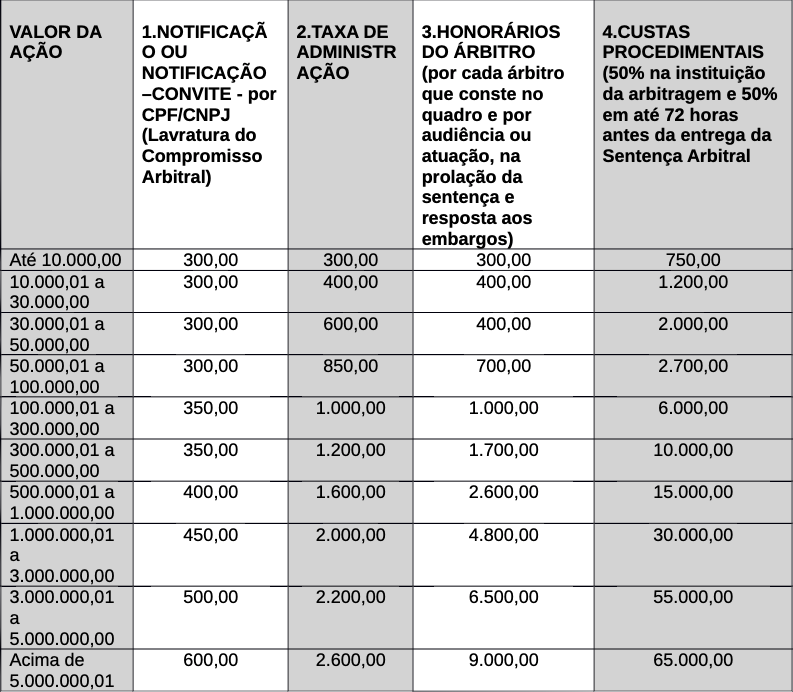 VALOR DA
AÇÃO
1.NOTIFICAÇÃ
O OU
NOTIFICAÇÃO
–CONVITE - por
CPF/CNPJ
(Lavratura do
Compromisso
Arbitral)
2.TAXA DE
ADMINISTR
AÇÃO
3.HONORÁRIOS
DO ÁRBITRO
(por cada árbitro
que conste no
quadro e por
audiência ou
atuação, na
prolação da
sentença e
resposta aos
embargos)
4.CUSTAS
PROCEDIMENTAIS
(50% na instituição
da arbitragem e 50%
em até 72 horas
antes da entrega da
Sentença Arbitral
Até 10.000,00 300,00 300,00 300,00 750,00
10.000,01 a 300,00 400,00 400,00 1.200,00
30.000,00
30.000,01 a 300,00 600,00 400,00 2.000,00
50.000,00
50.000,01 a 300,00 850,00 700,00 2.700,00
100.000,00
100.000,01 a 350,00 1.000,00 1.000,00 6.000,00
300.000,00
300.000,01 a 350,00 1.200,00 1.700,00 10.000,00
500.000,00
500.000,01 a 400,00 1.600,00 2.600,00 15.000,00
1.000.000,00
1.000.000,01 450,00 2.000,00 4.800,00 30.000,00
a
3.000.000,00
3.000.000,01 500,00 2.200,00 6.500,00 55.000,00
a
5.000.000,00
Acima de 600,00 2.600,00 9.000,00 65.000,00
5.000.000,01